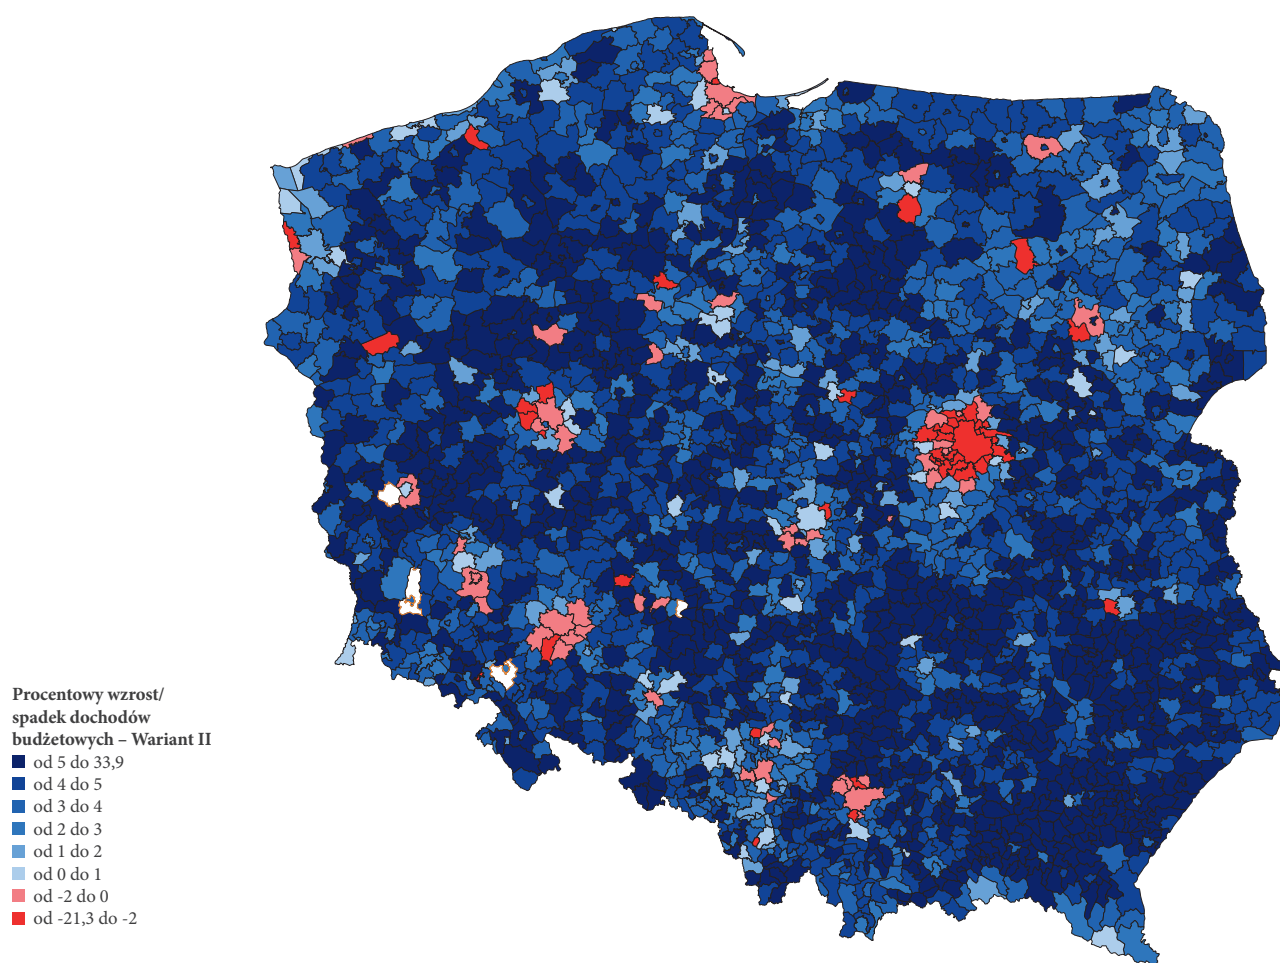 Procentowy wzrost/
spadek dochodów
budżetowych – Wariant II
od 5 do 33,9
od 4 do 5
od 3 do 4
od 2 do 3
od 1 do 2
od 0 do 1
od -2 do 0
od -21,3 do -2